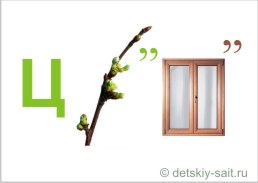 Ц ,, ,,
© detskiy-sait.ru